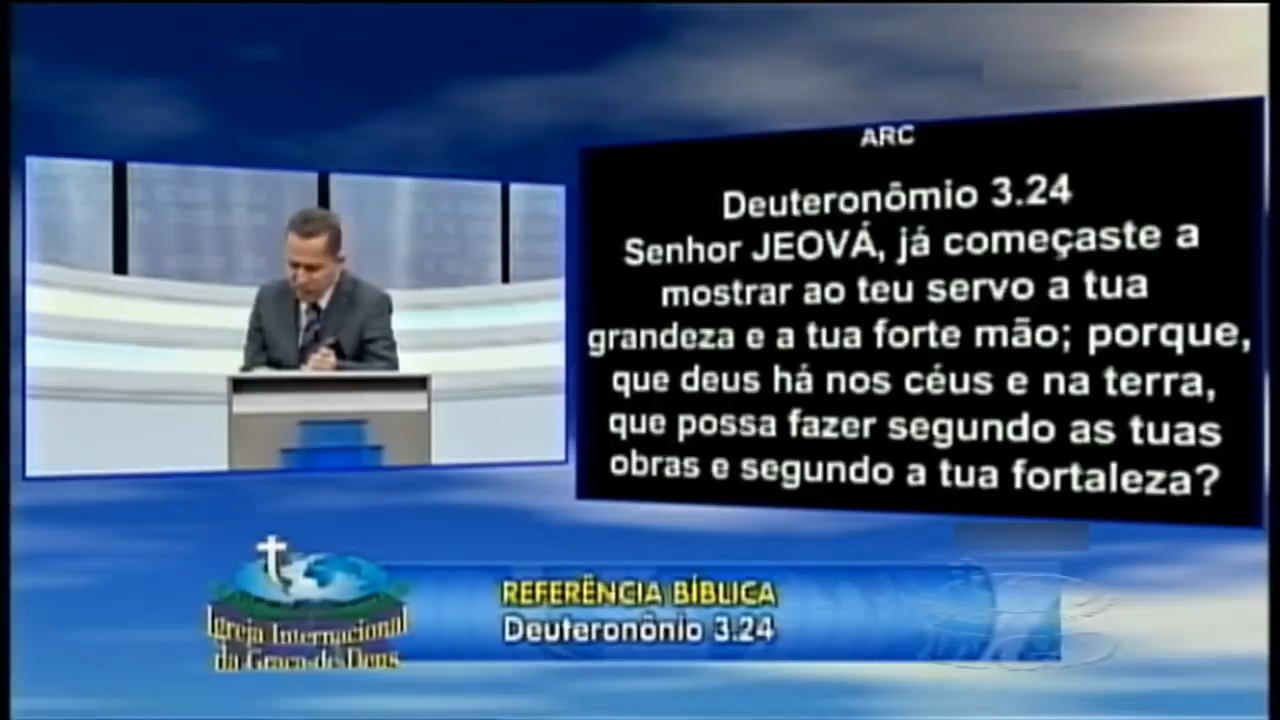 ARC
Deuteronômio 3.24
Senhor JEOVÁ, já começaste a
mostrar ao teu servo a tua
grandeza e a tua forte mão; porque,
que deus há nos céus e na terra,
que possa fazer segundo as tuas
obras e segundo a tua fortaleza?
REFERÊNCIA BÍBLICA
Deuteronônio 3.24
Igreja Internacional
da Graça de Deus